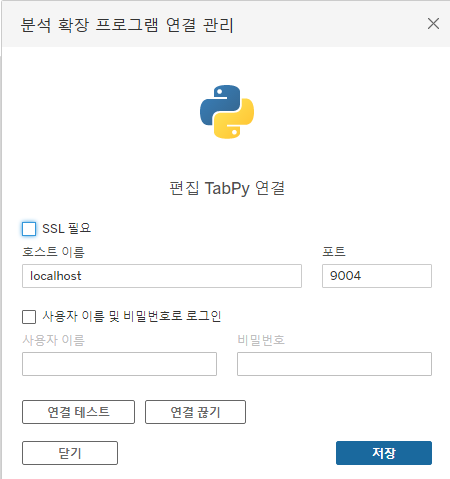 분석 확장 프로그램 연결 관리
편집 TabPy 연결
SSL 필요
호스트 이름 포트
localhost 9004
사용자 이름 및 비밀번호로 로그인
사용자 이름 비밀번호
연결 테스트 연결 끊기
닫기 저장